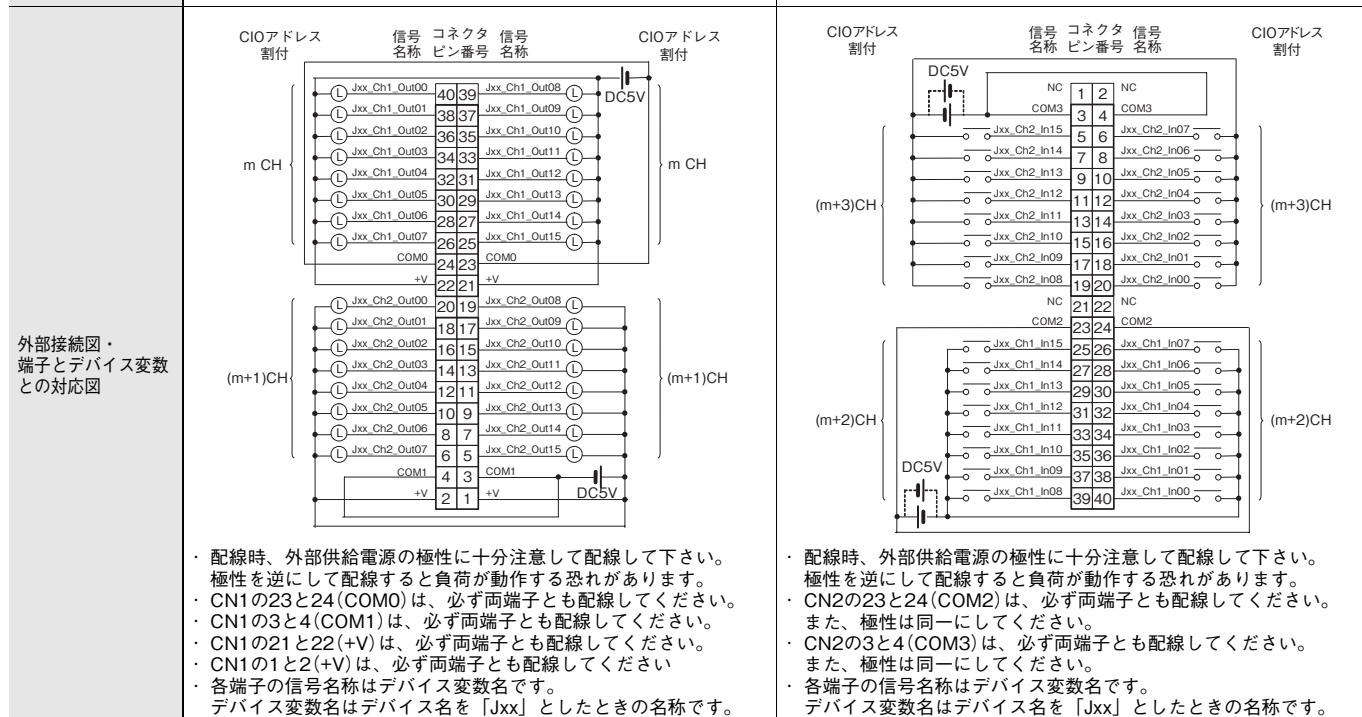 外部接続図・
端子とデバイス変数
との対応図
CIOアドレス 信号 コネクタ 信号 CIOアドレス
割付 名称 ピン番号 名称 割付
DC5V
Jxx_Ch1_Out00 40 39 Jxx_Ch1_Out08
Jxx_Ch1_Out01 38 37 Jxx_Ch1_Out09
Jxx_Ch1_Out02 36 35 Jxx_Ch1_Out10
Jxx_Ch1_Out03 34 33 Jxx_Ch1_Out11
m CH m CH
Jxx_Ch1_Out04 32 31 Jxx_Ch1_Out12
Jxx_Ch1_Out05 30 29 Jxx_Ch1_Out13
Jxx_Ch1_Out06 28 27 Jxx_Ch1_Out14
Jxx_Ch1_Out07 26 25 Jxx_Ch1_Out15
COM0 24 23 COM0
+V 22 21 +V
L Jxx_Ch2_Out00 20 19 Jxx_Ch2_Out08 L
L Jxx_Ch2_Out01 18 17 Jxx_Ch2_Out09 L
L Jxx_Ch2_Out02 16 15 Jxx_Ch2_Out10 L
L Jxx_Ch2_Out03 14 13 Jxx_Ch2_Out11 L
(m+1)CH (m+1)CH
L Jxx_Ch2_Out04 12 11 Jxx_Ch2_Out12 L
L Jxx_Ch2_Out05 10 9 Jxx_Ch2_Out13 L
L Jxx_Ch2_Out06 8 7 Jxx_Ch2_Out14 L
L Jxx_Ch2_Out07 6 5 Jxx_Ch2_Out15 L
COM1 4 3 COM1
+V 2 1 +V DC5V
・ 配線時、外部供給電源の極性に十分注意して配線して下さい。
極性を逆にして配線すると負荷が動作する恐れがあります。
・ CN1の23と24(COM0)は、必ず両端子とも配線してください。
・ CN1の3と4(COM1)は、必ず両端子とも配線してください。
・ CN1の21と22(+V)は、必ず両端子とも配線してください。
・ CN1の1と2(+V)は、必ず両端子とも配線してください
・ 各端子の信号名称はデバイス変数名です。
デバイス変数名はデバイス名を「Jxx」としたときの名称です。
CIOアドレス 信号 コネクタ 信号 CIOアドレス
割付 名称 ピン番号 名称 割付
DC5V
NC 1 2 NC
COM3 3 4 COM3
Jxx_Ch2_In15 5 6 Jxx_Ch2_In07
Jxx_Ch2_In14 7 8 Jxx_Ch2_In06
Jxx_Ch2_In13 9 10 Jxx_Ch2_In05
Jxx_Ch2_In12 11 12 Jxx_Ch2_In04
(m+3)CH (m+3)CH
Jxx_Ch2_In11 13 14 Jxx_Ch2_In03
Jxx_Ch2_In10 15 16 Jxx_Ch2_In02
Jxx_Ch2_In09 17 18 Jxx_Ch2_In01
Jxx_Ch2_In08 19 20 Jxx_Ch2_In00
NC 21 22 NC
COM2 23 24 COM2
Jxx_Ch1_In15 25 26 Jxx_Ch1_In07
Jxx_Ch1_In14 27 28 Jxx_Ch1_In06
Jxx_Ch1_In13 29 30 Jxx_Ch1_In05
Jxx_Ch1_In12 31 32 Jxx_Ch1_In04
(m+2)CH (m+2)CH
Jxx_Ch1_In11 33 34 Jxx_Ch1_In03
Jxx_Ch1_In10 35 36 Jxx_Ch1_In02
DC5V
Jxx_Ch1_In09 37 38 Jxx_Ch1_In01
Jxx_Ch1_In08 39 40 Jxx_Ch1_In00
・ 配線時、外部供給電源の極性に十分注意して配線して下さい。
極性を逆にして配線すると負荷が動作する恐れがあります。
・ CN2の23と24(COM2)は、必ず両端子とも配線してください。
また、極性は同一にしてください。
・ CN2の3と4(COM3)は、必ず両端子とも配線してください。
また、極性は同一にしてください。
・ 各端子の信号名称はデバイス変数名です。
デバイス変数名はデバイス名を「Jxx」としたときの名称です。